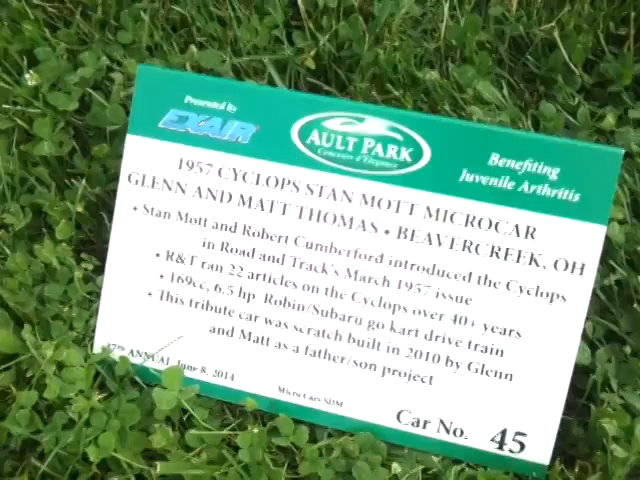 Presented by
EXAIR
AULT PARK
Concours d'Elegance
Benefiting
Juvenile Arthritis
1957 CYCLOPS STAN MOTT MICROCAR
GLENN AND MATT THOMAS • BEAVERCREEK, OH
• Stan Mott and Robert Cumberford introduced the Cyclops
in Road and Track's March 1957 issue
• R&T ran 22 articles on the Cyclops over 40+ years
• 169cc, 6.5 hp Robin/Subaru go kart drive train
• This tribute car was scratch built in 2010 by Glenn
and Matt as a father/son project
37th ANNUAL June 8, 2014
Micro Cars
Car No. 45